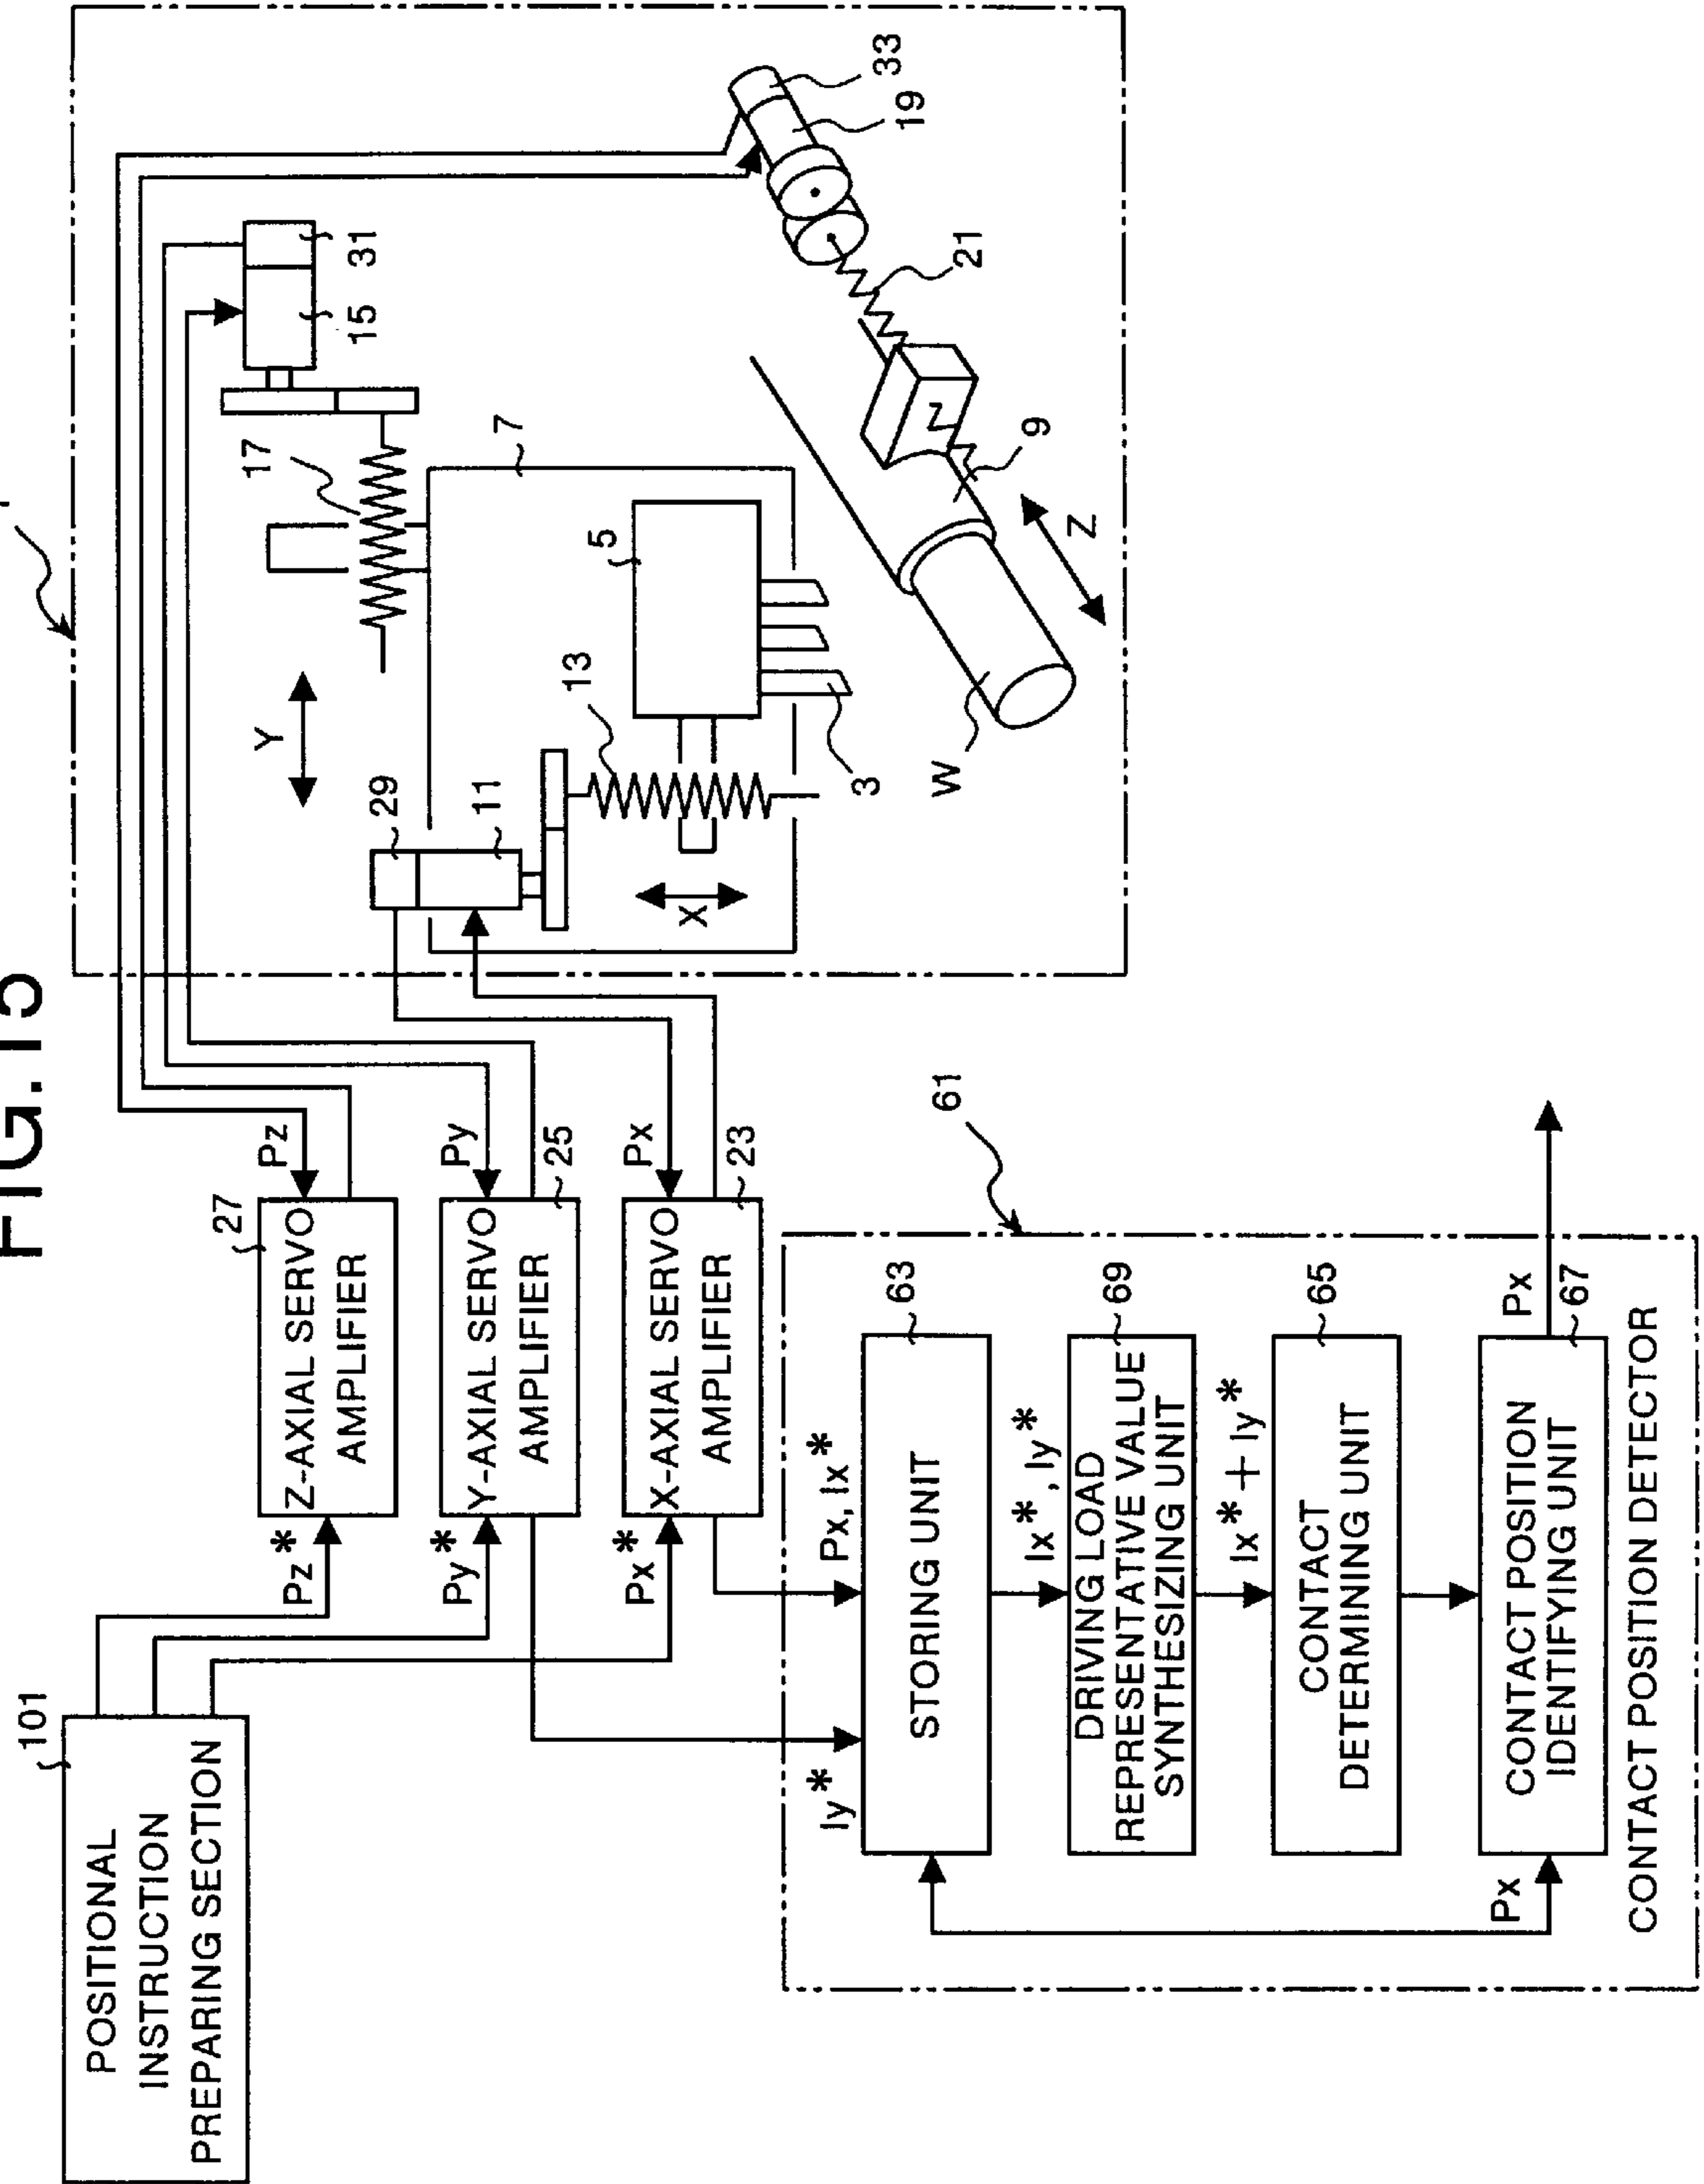 FIG.15
101
POSITIONAL
INSTRUCTION
PREPARING SECTION
Pz*
Py*
Px*
27
Z-AXIAL SERVO
AMPLIFIER
Pz
Y-AXIAL SERVO
AMPLIFIER
Py
25
X-AXIAL SERVO
AMPLIFIER
Px
23
29
11
13
X
Y
17
15
31
7
5
3
W
9
Z
21
19
33
61
Iy*
Px, Ix*
STORING UNIT
63
Ix*, Iy*
DRIVING LOAD
REPRESENTATIVE VALUE
SYNTHESIZING UNIT
69
Ix*+Iy*
CONTACT
DETERMINING UNIT
65
Px
CONTACT POSITION
IDENTIFYING UNIT
Px
67
CONTACT POSITION DETECTOR